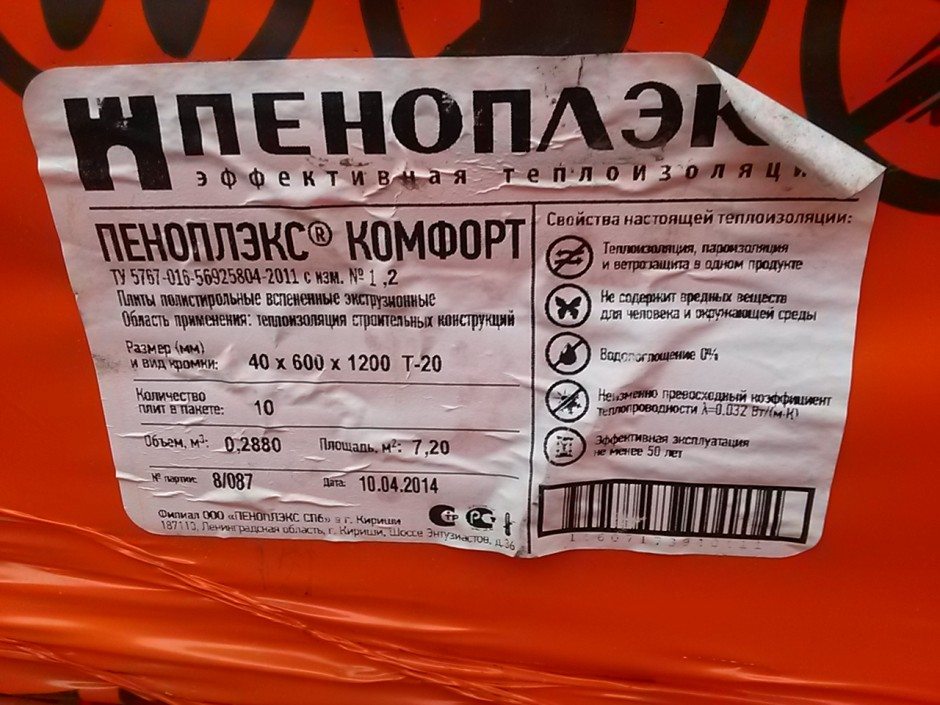 ПЕНОПЛЭК
эффективная теплоизоляц
ПЕНОПЛЭКС® КОМФОРТ
ТУ 5767-016-56925804-2011 с изм. № 1,2
Плиты полистирольные вспененные экструзионные
Область применения: теплоизоляция строительных конструкций
Размер (мм)
и вид кромки: 40 х 600 х 1200 Т-20
Количество
плит в пакете: 10
Объем, м³: 0,2880 Площадь, м²: 7,20
№ партии: 8/087 Дата: 10.04.2014
Филиал ООО «ПЕНОПЛЭКС СПб» в г. Кириши
187110, Ленинградская область, г. Кириши, Шоссе Энтузиастов, д.36
Свойства настоящей теплоизоляции:
Теплоизоляция, пароизоляция
и ветрозащита в одном продукте
Не содержит вредных веществ
для человека и окружающей среды
Водопоглощение 0%
Неизменно превосходный коэффициент
теплопроводности λ=0.032 Вт/(м·К)
Эффективная эксплуатация
не менее 50 лет